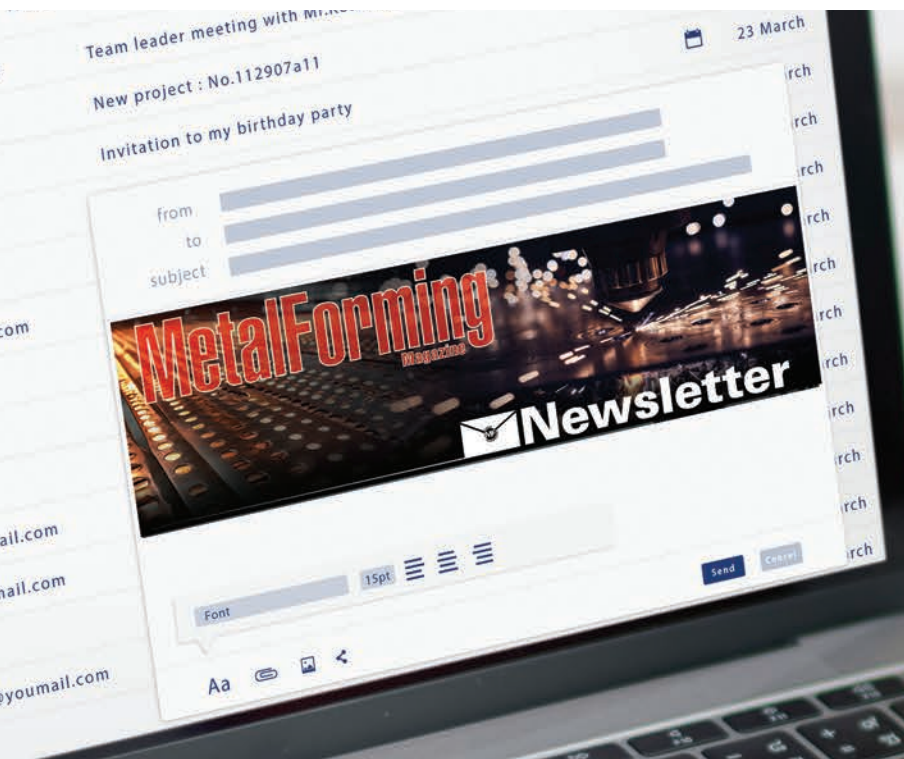 Team leader meeting with Mr.
New project : No.112907a11
23 March
Invitation to my birthday party
rch
rch
rch
from
to
subject
rch
rch
com
MetalForming
Magazine
Newsletter
rch
rch
rch
rch
ail.com
rch
mail.com
rch
Font
15pt
Send
Cancel
@youmail.com
Aa